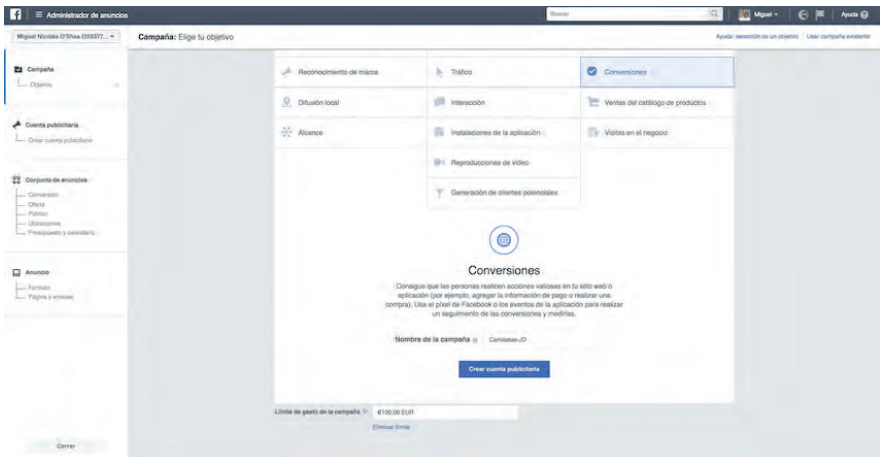 Administrador de anuncios
Buscar
Miguel
Ayuda
Miguel Nicolás O'Shea
Campaña: Elige tu objetivo
Ayuda: selección de un objetivo
Usar campaña existente
Campaña
Objetivo
Cuenta publicitaria
Crear cuenta publicitaria
Conjunto de anuncios
Conversión
Oferta
Público
Ubicaciones
Presupuesto y calendario
Anuncio
Formato
Página y enlaces
Cerrar
Reconocimiento de marca
Tráfico
Conversiones
Difusión local
Interacción
Ventas del catálogo de productos
Alcance
Instalaciones de la aplicación
Visitas en el negocio
Reproducciones de vídeo
Generación de clientes potenciales
Conversiones
Consigue que las personas realicen acciones valiosas en tu sitio web o
aplicación (por ejemplo, agregar la información de pago o realizar una
compra). Usa el píxel de Facebook o los eventos de la aplicación para realizar
un seguimiento de las conversiones y medirlas.
Nombre de la campaña
Camisetas-JD
Crear cuenta publicitaria
Límite de gasto de la campaña
€100,00 EUR
Eliminar límite